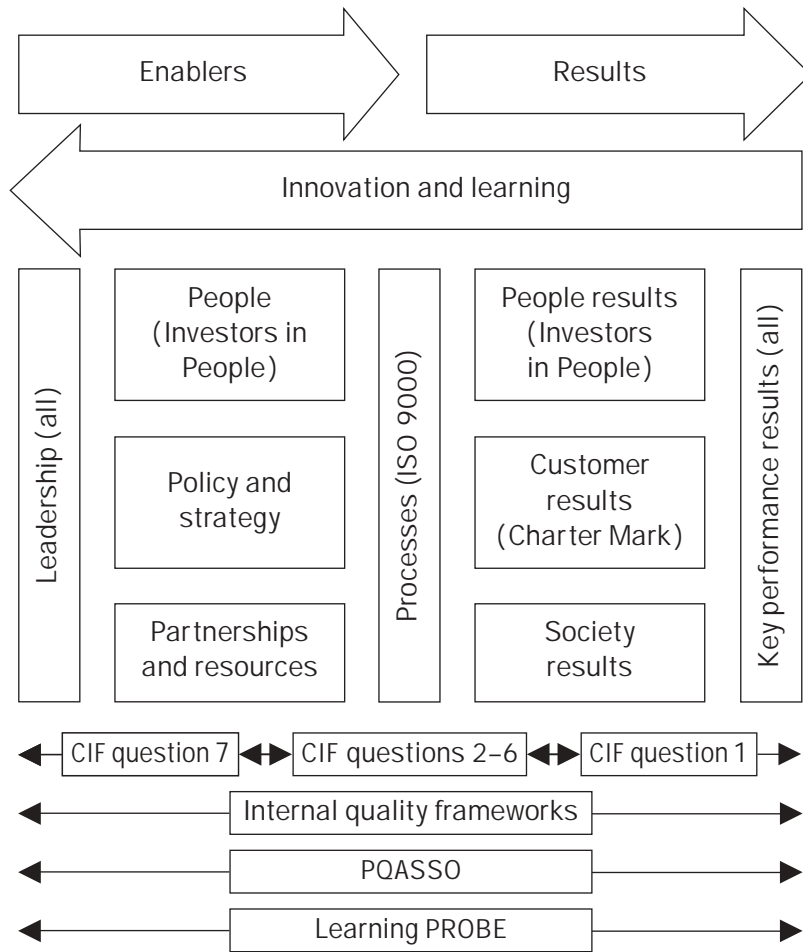 Enablers
Results
Innovation and learning
Leadership (all)
People
(Investors in
People)
Policy and
strategy
Partnerships
and resources
Processes (ISO 9000)
People results
(Investors
in People)
Customer
results
(Charter Mark)
Society
results
Key performance results (all)
CIF question 7
CIF questions 2–6
CIF question 1
Internal quality frameworks
PQASSO
Learning PROBE